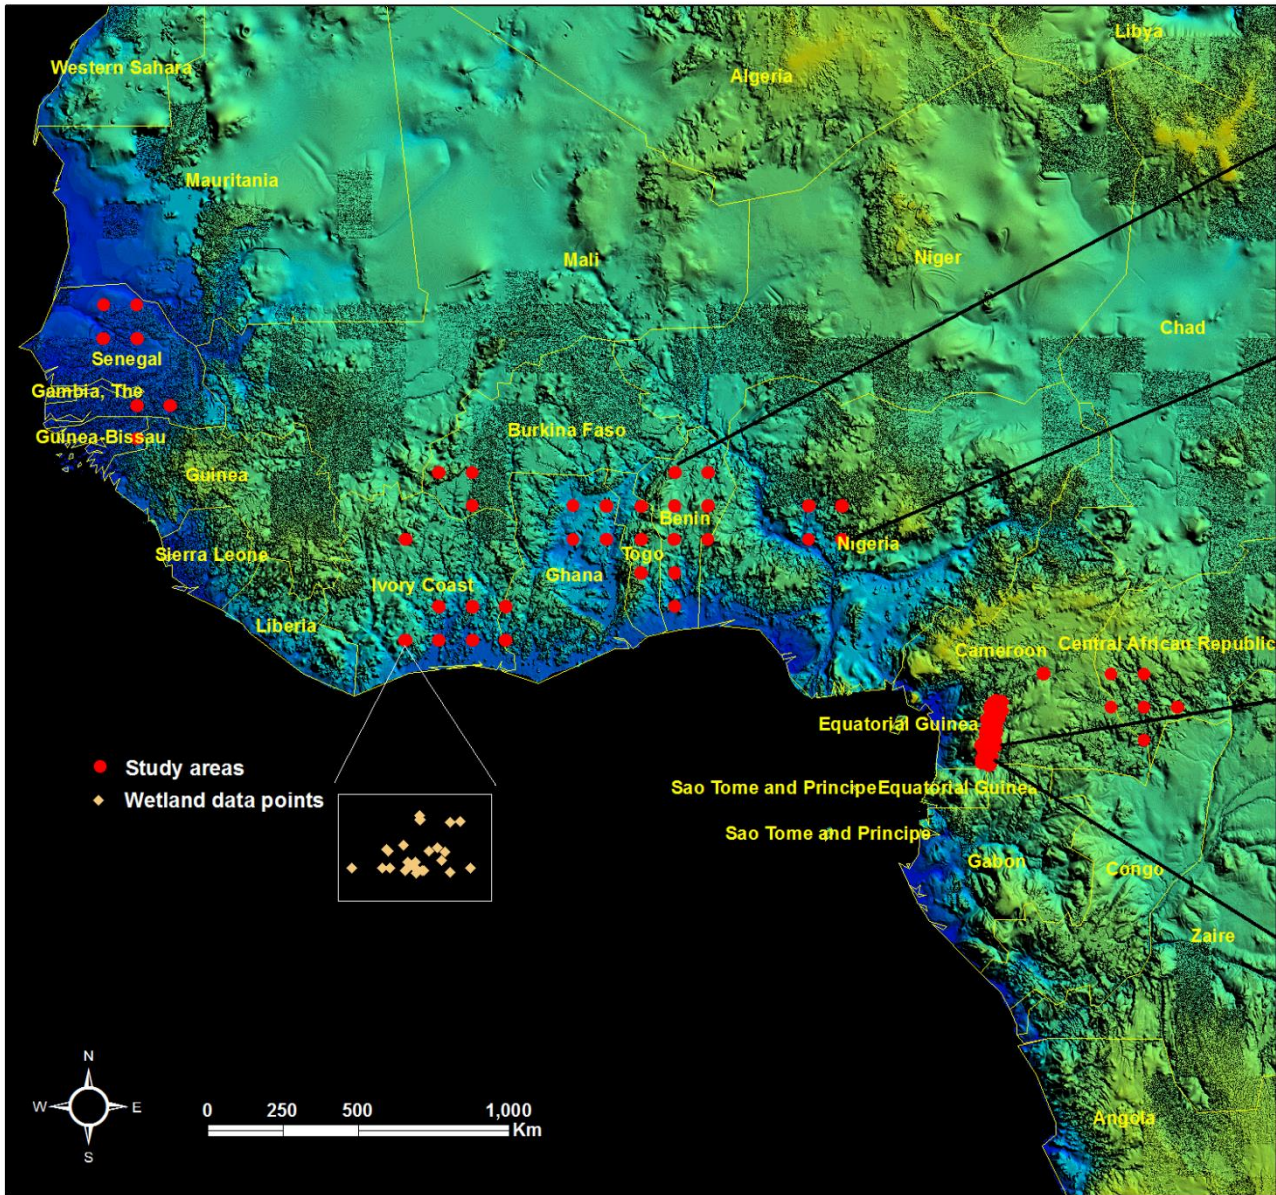 Libya
Western Sahara
Algeria
Mauritania
Mali
Niger
Chad
Senegal
Gambia, The
Guinea-Bissau
Burkina Faso
Guinea
Benin
Sierra Leone
Togo
Nigeria
Ghana
Ivory Coast
Liberia
Central African Republic
Cameroon
Equatorial Guinea
Study areas
Sao Tome and Principe
Equatorial Guinea
Wetland data points
Sao Tome and Principe
Gabon
Congo
Zaire
N
W
E
S
0 250 500 1,000
Km
Angola